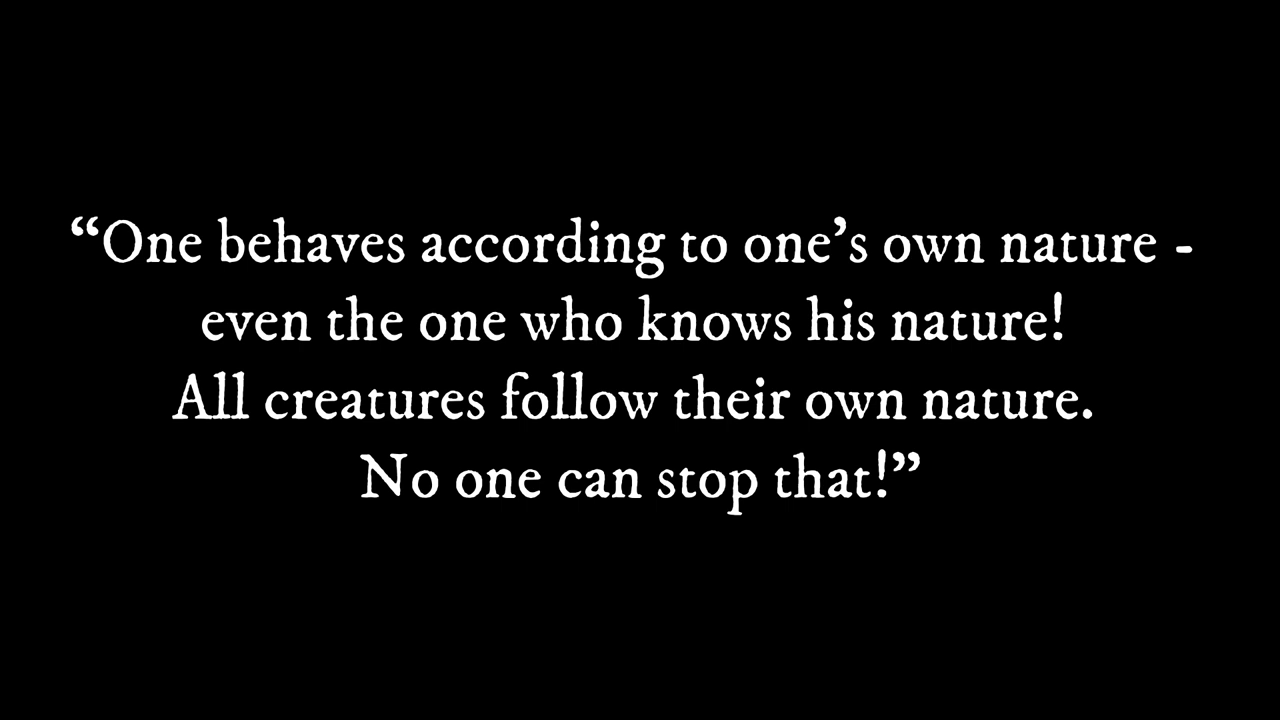 “One behaves according to one’s own nature -
even the one who knows his nature!
All creatures follow their own nature.
No one can stop that!”